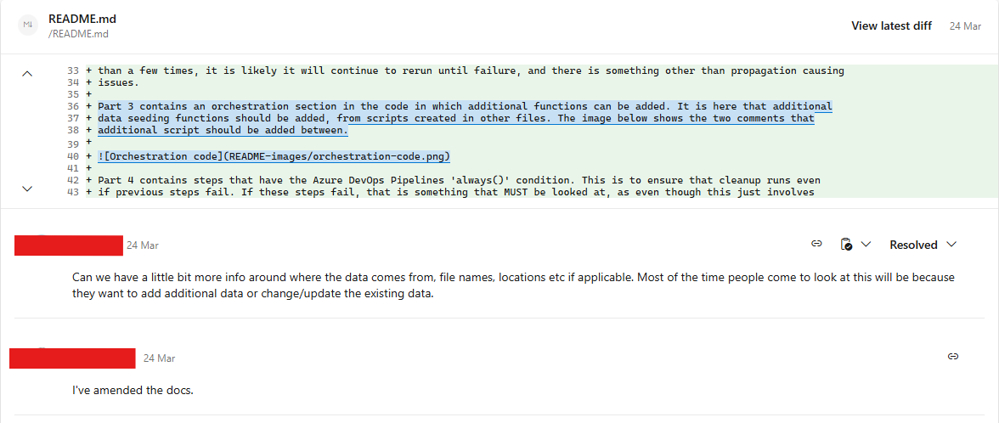 M↓
README.md
/README.md
View latest diff 24 Mar
33 + than a few times, it is likely it will continue to rerun until failure, and there is something other than propagation causing
34 + issues.
35 +
36 + Part 3 contains an orchestration section in the code in which additional functions can be added. It is here that additional
37 + data seeding functions should be added, from scripts created in other files. The image below shows the two comments that
38 + additional script should be added between.
39 +
40 + ![Orchestration code](README-images/orchestration-code.png)
41 +
42 + Part 4 contains steps that have the Azure DevOps Pipelines 'always()' condition. This is to ensure that cleanup runs even
43 + if previous steps fail. If these steps fail, that is something that MUST be looked at, as even though this just involves
24 Mar
Resolved
Can we have a little bit more info around where the data comes from, file names, locations etc if applicable. Most of the time people come to look at this will be because
they want to add additional data or change/update the existing data.
24 Mar
I've amended the docs.